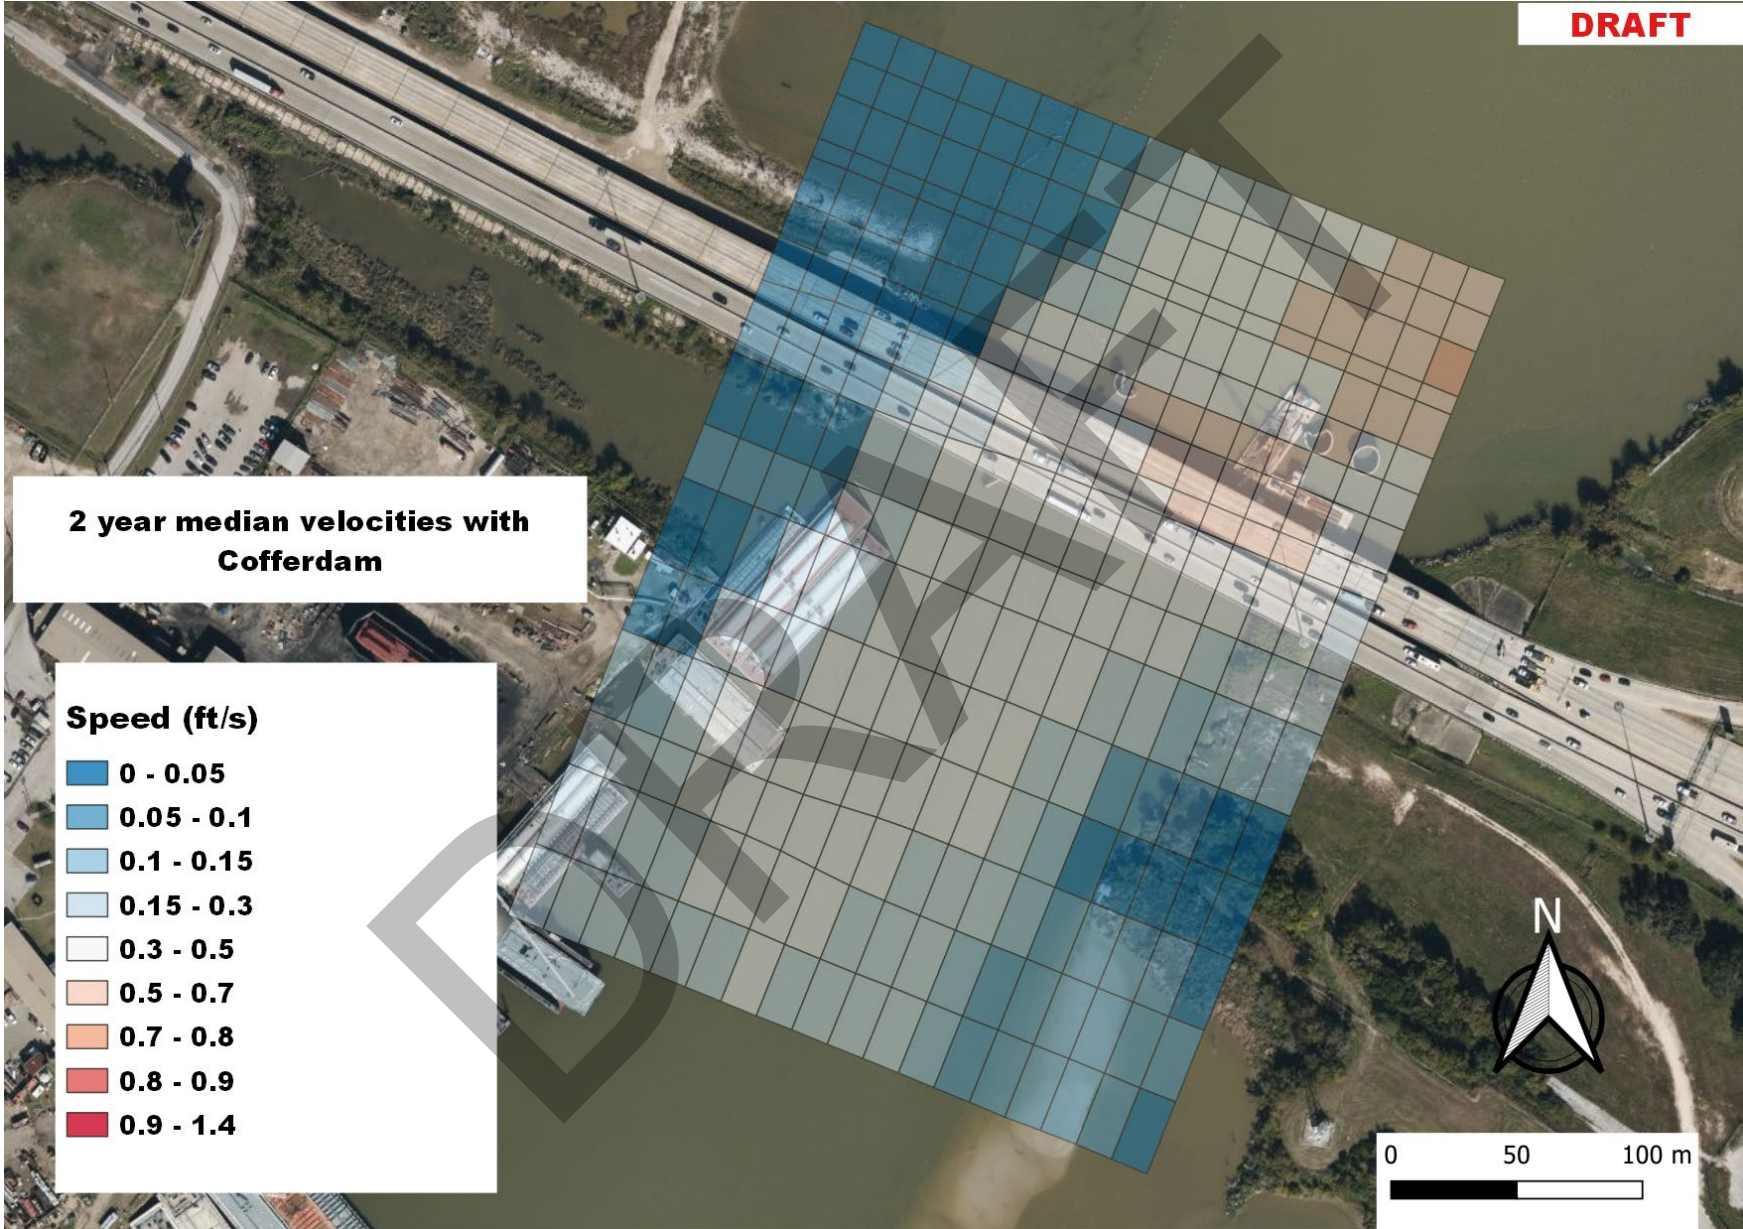 DRAFT
2 year median velocities with
Cofferdam
Speed (ft/s)
0 - 0.05
0.05 - 0.1
0.1 - 0.15
0.15 - 0.3
0.3 - 0.5
0.5 - 0.7
0.7 - 0.8
0.8 - 0.9
0.9 - 1.4
DRAFT
N
0 50 100 m